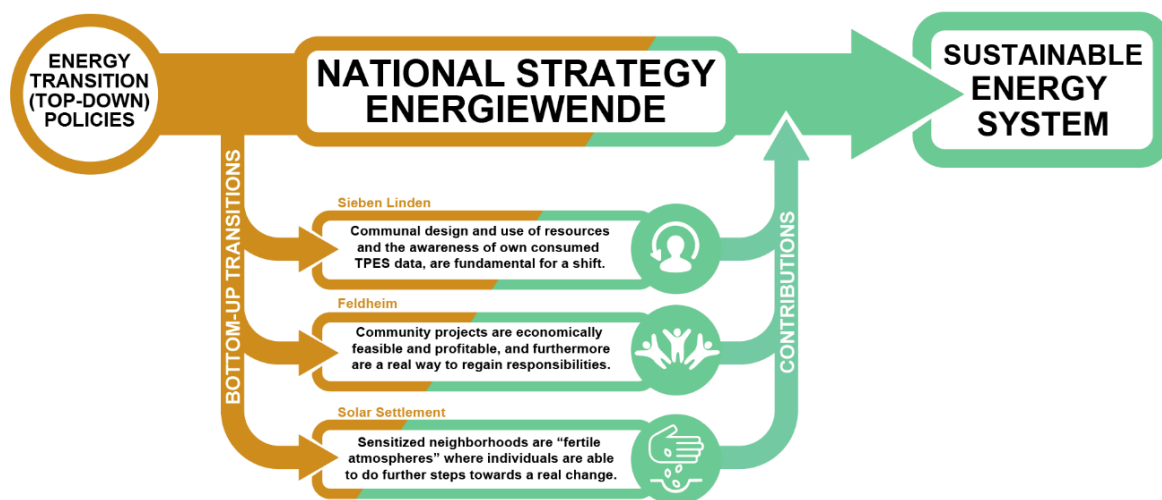 ENERGY
TRANSITION
(TOP-DOWN)
POLICIES
NATIONAL STRATEGY
ENERGIEWENDE
SUSTAINABLE
ENERGY
SYSTEM
BOTTOM-UP TRANSITIONS
Sieben Linden
Communal design and use of resources
and the awareness of own consumed
TPES data, are fundamental for a shift.
Feldheim
Community projects are economically
feasible and profitable, and furthermore
are a real way to regain responsibilities.
Solar Settlement
Sensitized neighborhoods are “fertile
atmospheres” where individuals are able
to do further steps towards a real change.
CONTRIBUTIONS